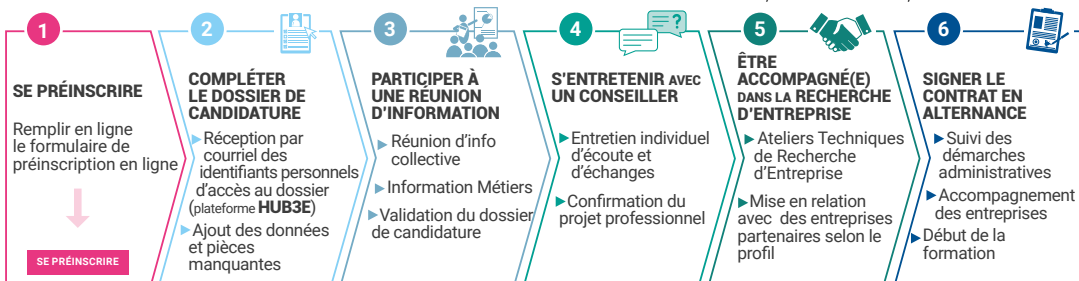 1
SE PRÉINSCRIRE
Remplir en ligne
le formulaire de
préinscription en ligne
SE PRÉINSCRIRE
2
COMPLÉTER
LE DOSSIER DE
CANDIDATURE
Réception par
courriel des
identifiants personnels
d'accès au dossier
(plateforme HUB3E)
Ajout des données
et pièces
manquantes
3
PARTICIPER À
UNE RÉUNION
D'INFORMATION
Réunion d'info
collective
Information Métiers
Validation du dossier
de candidature
4
S'ENTRETENIR AVEC
UN CONSEILLER
Entretien individuel
d'écoute et
d'échanges
Confirmation du
projet professionnel
5
ÊTRE
ACCOMPAGNÉ(E)
DANS LA RECHERCHE
D'ENTREPRISE
Ateliers Techniques
de Recherche
d'Entreprise
Mise en relation
avec des entreprises
partenaires selon le
profil
6
SIGNER LE
CONTRAT EN
ALTERNANCE
Suivi des
démarches
administratives
Accompagnement
des entreprises
Début de la
formation